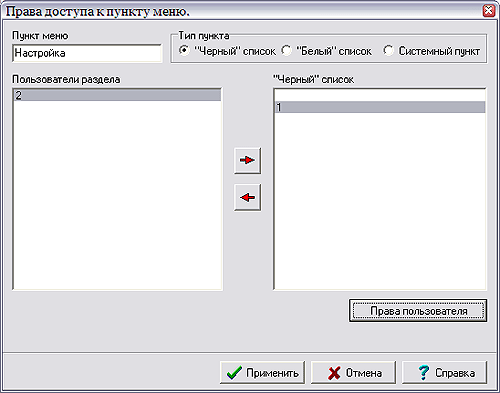 Права доступа к пункту меню.
Пункт меню
Тип пункта
Настройка
"Черный" список "Белый" список Системный пункт
Пользователи раздела
"Черный" список
2
1
Права пользователя
Применить Отмена ? Справка